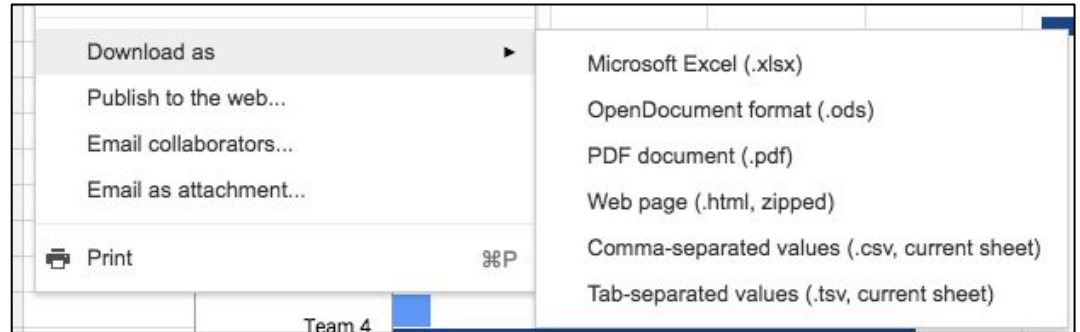 Download as ►
Publish to the web...
Email collaborators...
Email as attachment...
Print ⌘P
Microsoft Excel (.xlsx)
OpenDocument format (.ods)
PDF document (.pdf)
Web page (.html, zipped)
Comma-separated values (.csv, current sheet)
Tab-separated values (.tsv, current sheet)
Team 4